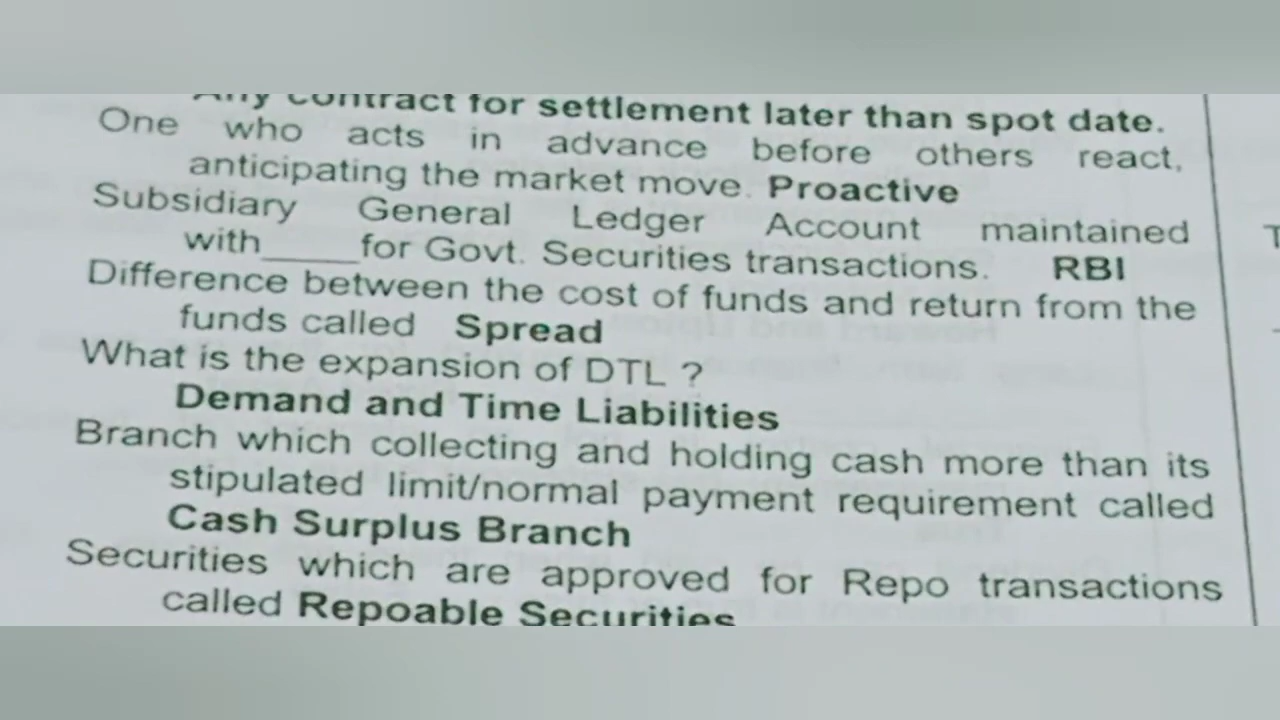 Any contract for settlement later than spot date.
One who acts in advance before others react,
anticipating the market move. Proactive
Subsidiary General Ledger Account maintained
with_____for Govt. Securities transactions. RBI
Difference between the cost of funds and return from the
funds called Spread
What is the expansion of DTL ?
Demand and Time Liabilities
Branch which collecting and holding cash more than its
stipulated limit/normal payment requirement called
Cash Surplus Branch
Securities which are approved for Repo transactions
called Repoable Securities